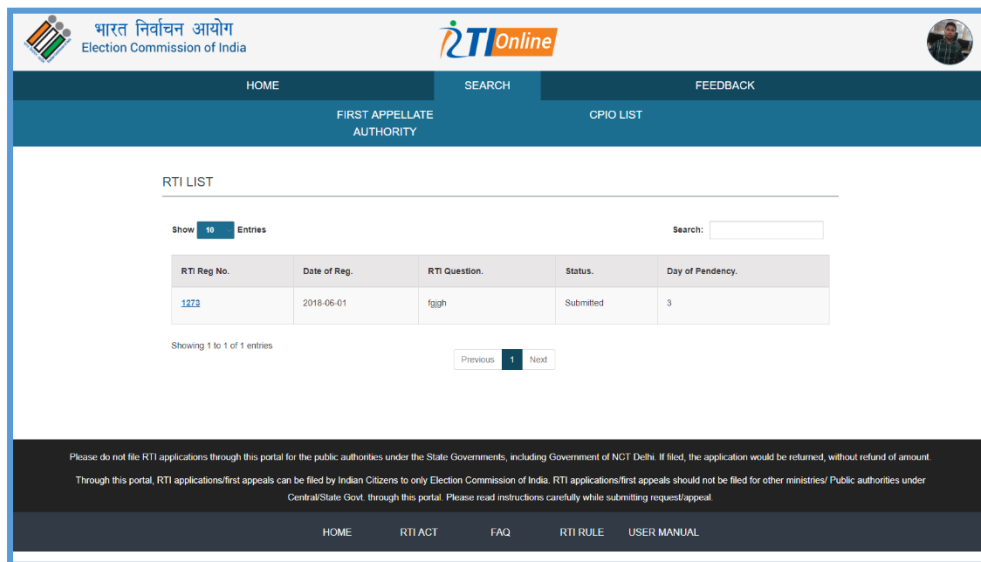 भारत निर्वाचन आयोग
Election Commission of India
RTI Online
HOME SEARCH FEEDBACK
FIRST APPELLATE
AUTHORITY
CPIO LIST
RTI LIST
Show 10 Entries Search:
RTI Reg No. Date of Reg. RTI Question. Status. Day of Pendency.
1273 2018-06-01 fgjgh Submitted 3
Showing 1 to 1 of 1 entries
Previous 1 Next
Please do not file RTI applications through this portal for the public authorities under the State Governments, including Government of NCT Delhi. If filed, the application would be returned, without refund of amount.
Through this portal, RTI applications/first appeals can be filed by Indian Citizens to only Election Commission of India. RTI applications/first appeals should not be filed for other ministries/ Public authorities under
Central/State Govt. through this portal. Please read instructions carefully while submitting request/appeal.
HOME RTI ACT FAQ RTI RULE USER MANUAL